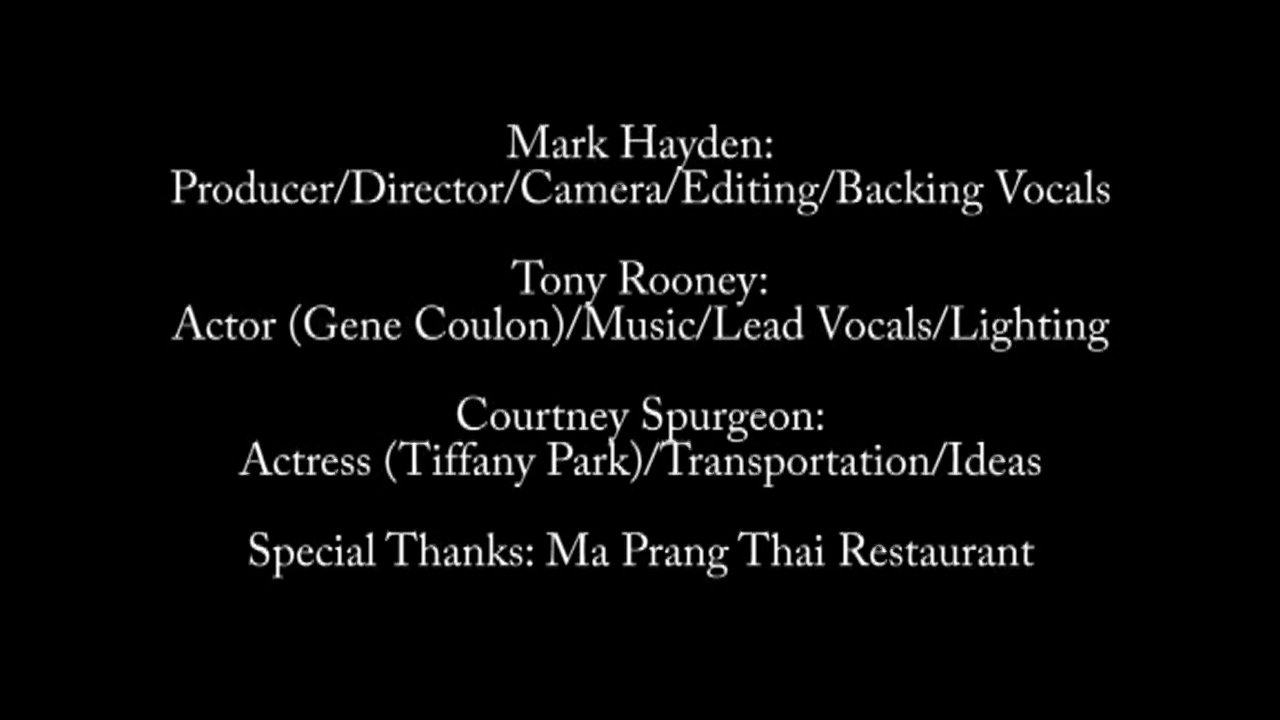 Mark Hayden:
Producer/Director/Camera/Editing/Backing Vocals
Tony Rooney:
Actor (Gene Coulon)/Music/Lead Vocals/Lighting
Courtney Spurgeon:
Actress (Tiffany Park)/Transportation/Ideas
Special Thanks: Ma Prang Thai Restaurant